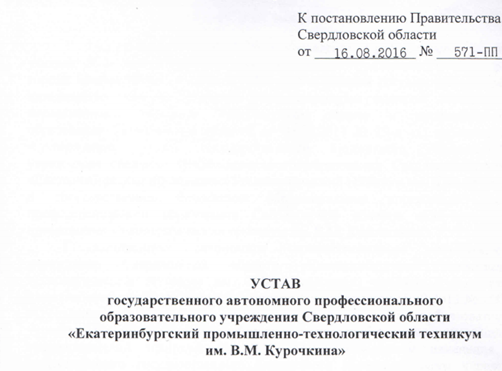 К постановлению Правительства
Свердловской области
от 16.08.2016 № 571-ПП
УСТАВ
государственного автономного профессионального
образовательного учреждения Свердловской области
«Екатеринбургский промышленно-технологический техникум
им. В.М. Курочкина»